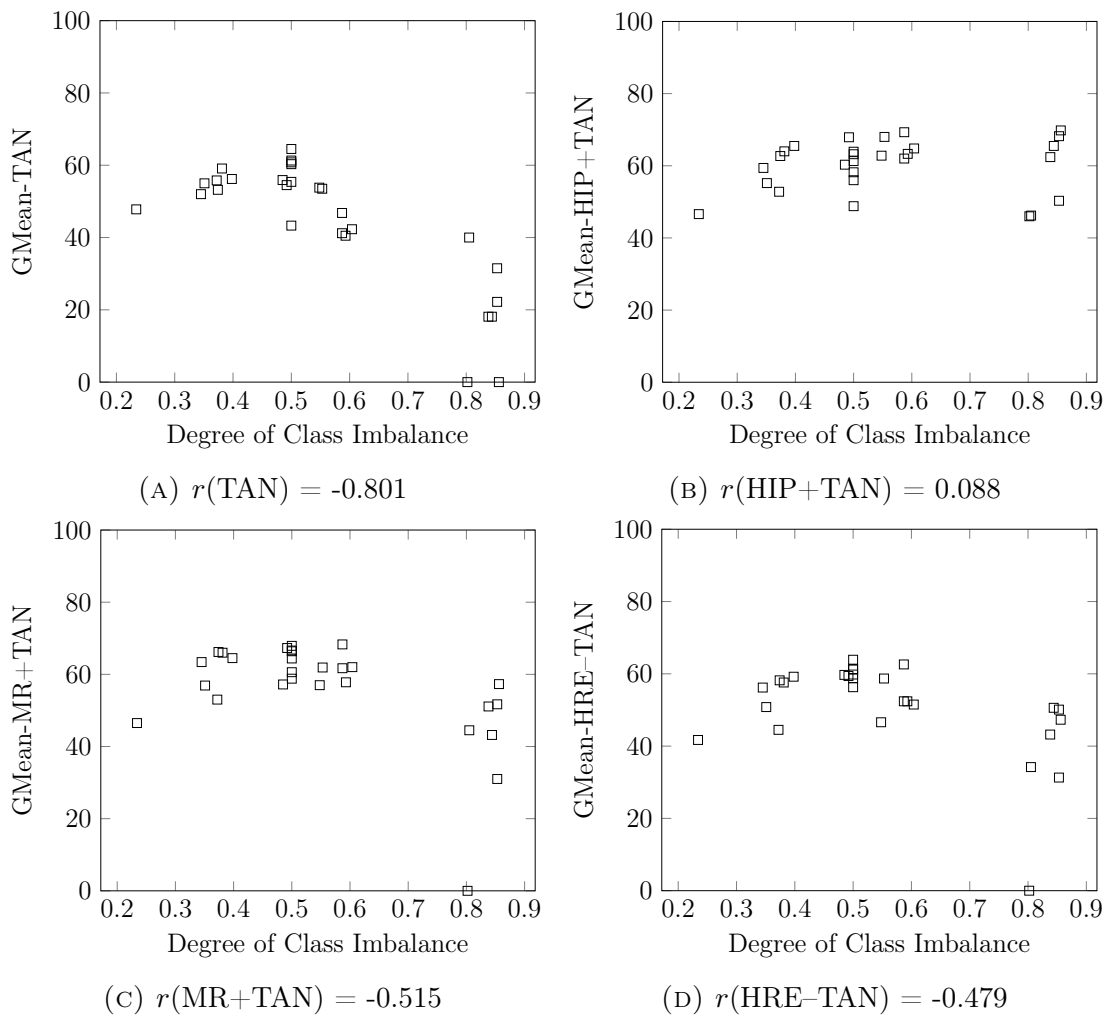 100
80
60
40
20
0
GMean-TAN
0.2 0.3 0.4 0.5 0.6 0.7 0.8 0.9
Degree of Class Imbalance
(A) r(TAN) = -0.801
100
80
60
40
20
0
GMean-HIP+TAN
0.2 0.3 0.4 0.5 0.6 0.7 0.8 0.9
Degree of Class Imbalance
(B) r(HIP+TAN) = 0.088
100
80
60
40
20
0
GMean-MR+TAN
0.2 0.3 0.4 0.5 0.6 0.7 0.8 0.9
Degree of Class Imbalance
(C) r(MR+TAN) = -0.515
100
80
60
40
20
0
GMean-HRE–TAN
0.2 0.3 0.4 0.5 0.6 0.7 0.8 0.9
Degree of Class Imbalance
(D) r(HRE–TAN) = -0.479